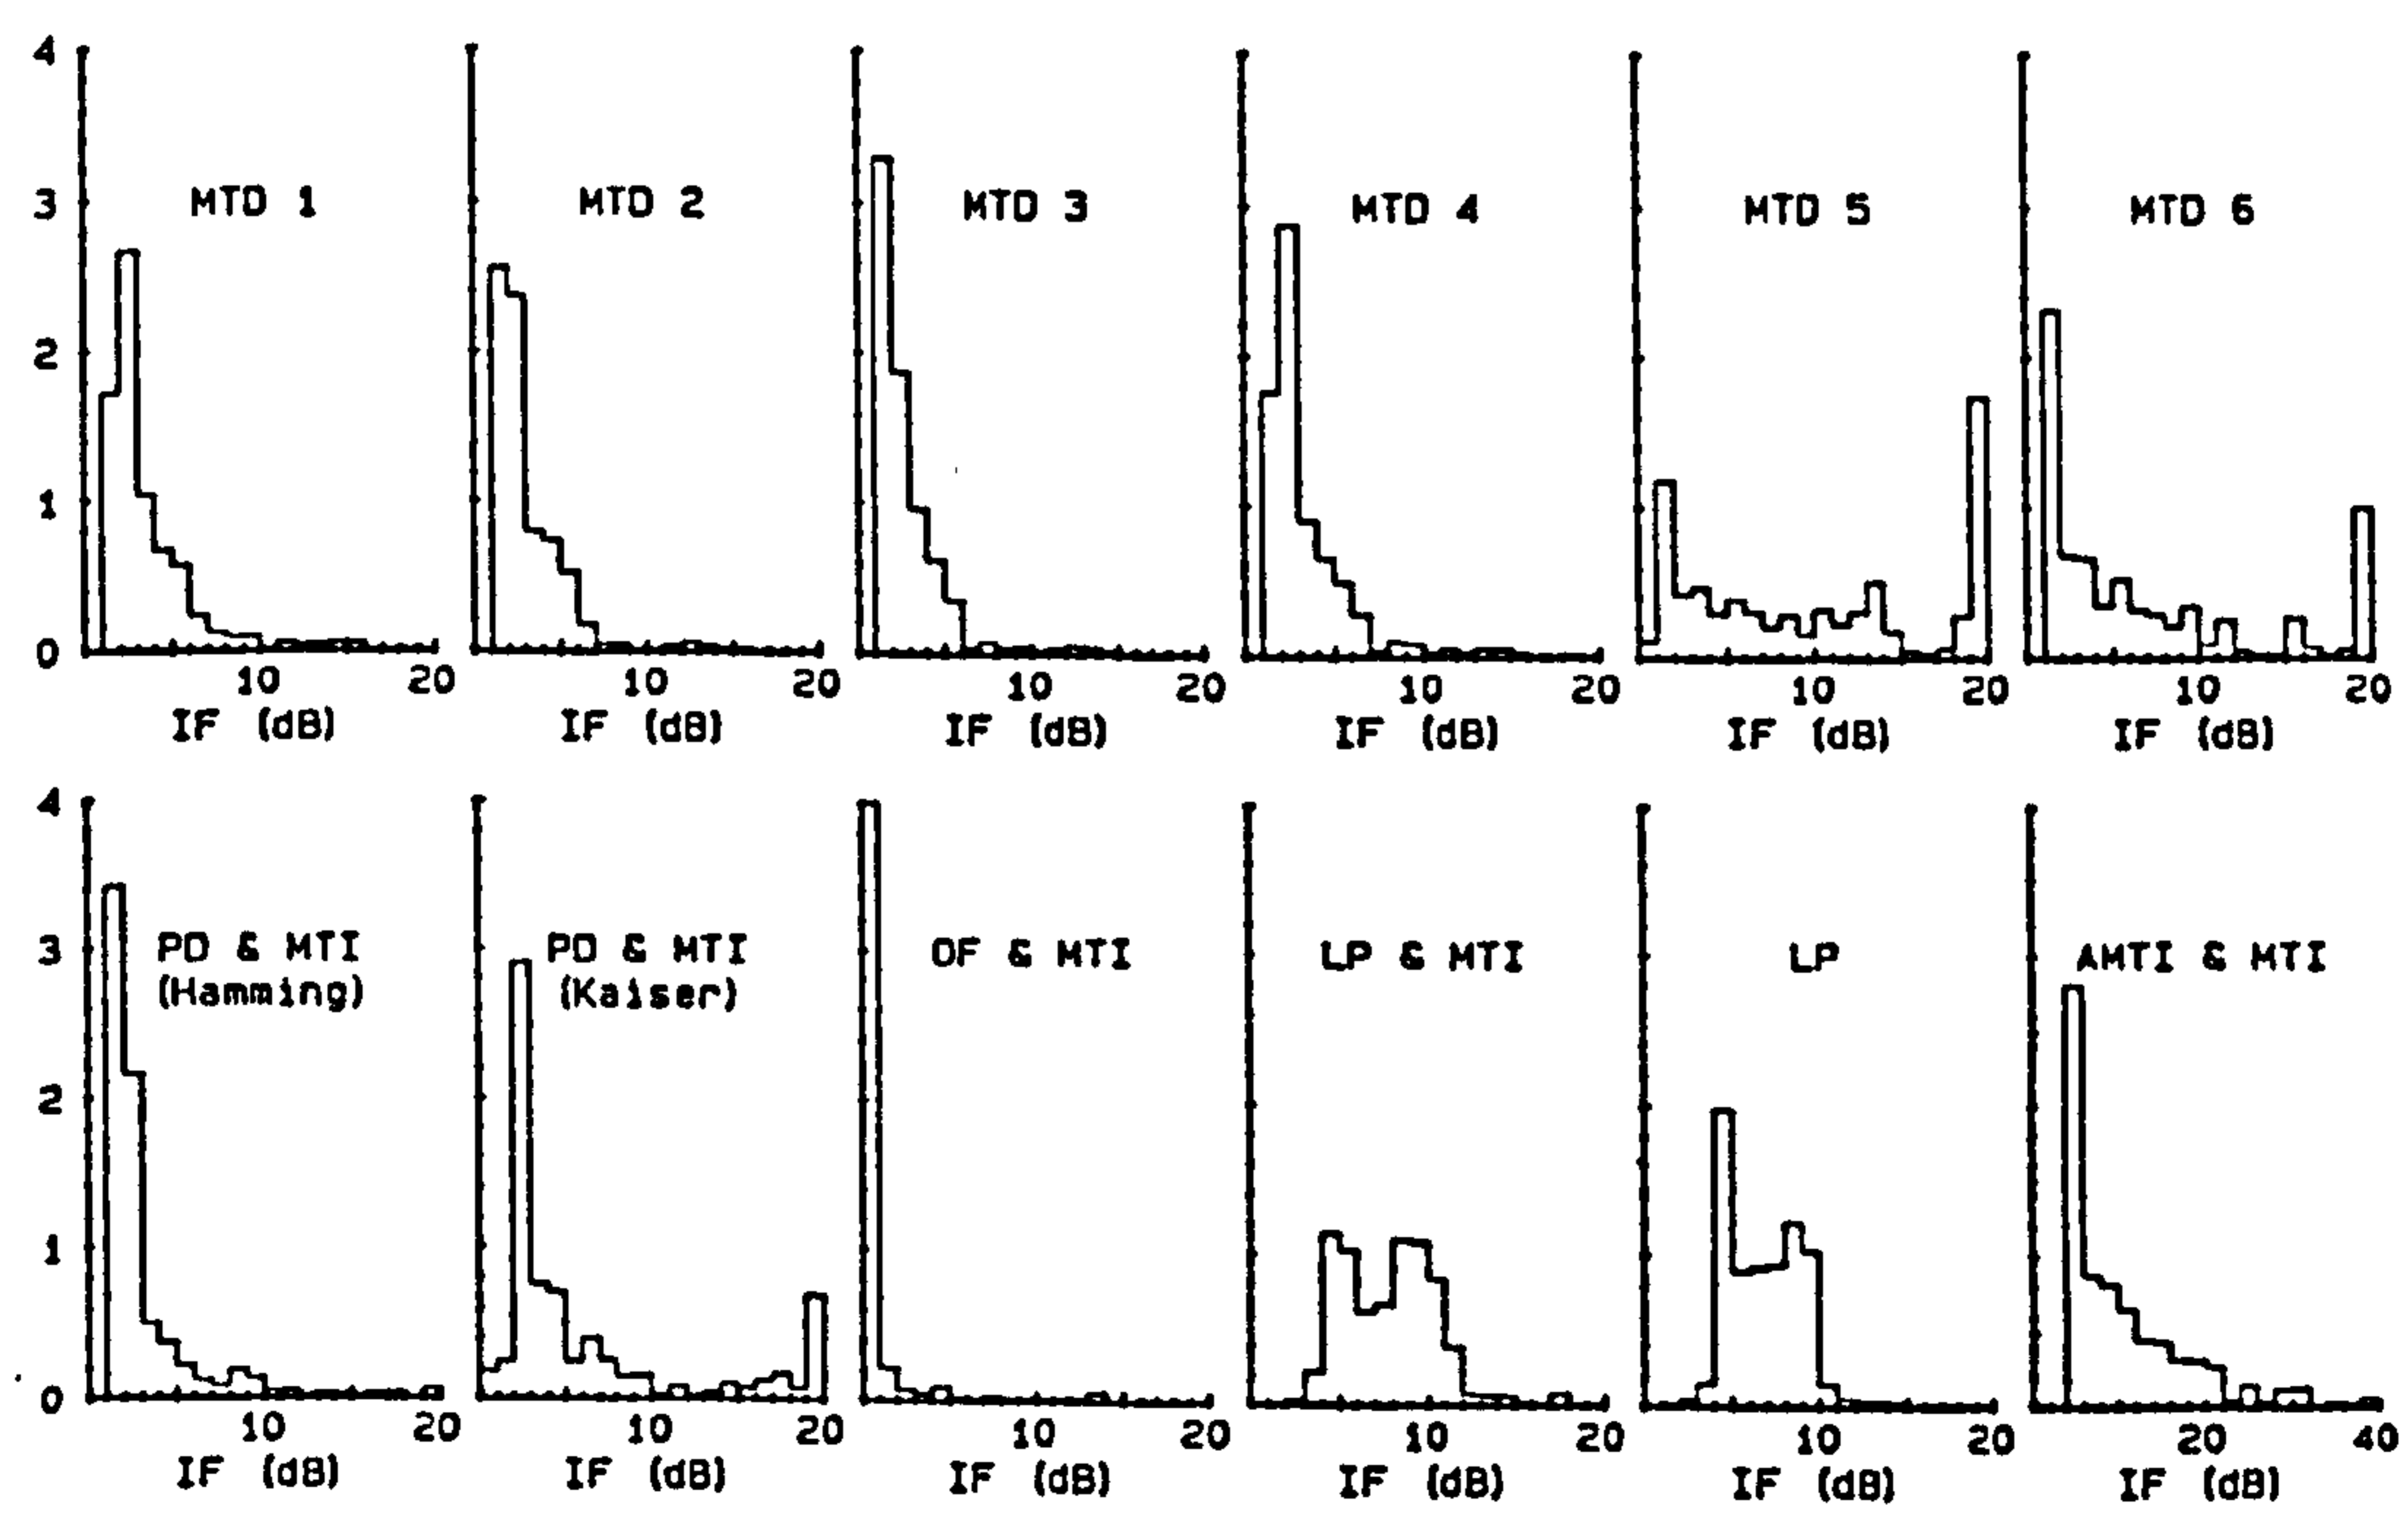 4
3
2
1
0
MTD 1
MTD 2
MTD 3
MTD 4
MTD 5
MTD 6
10 20
10 20
10 20
10 20
10 20
10 20
IF (dB)
IF (dB)
IF (dB)
IF (dB)
IF (dB)
IF (dB)
4
3
2
1
0
PD & MTI
(Hamming)
PD & MTI
(Kaiser)
OF & MTI
LP & MTI
LP
AMTI & MTI
10 20
10 20
10 20
10 20
10 20
20 40
IF (dB)
IF (dB)
IF (dB)
IF (dB)
IF (dB)
IF (dB)